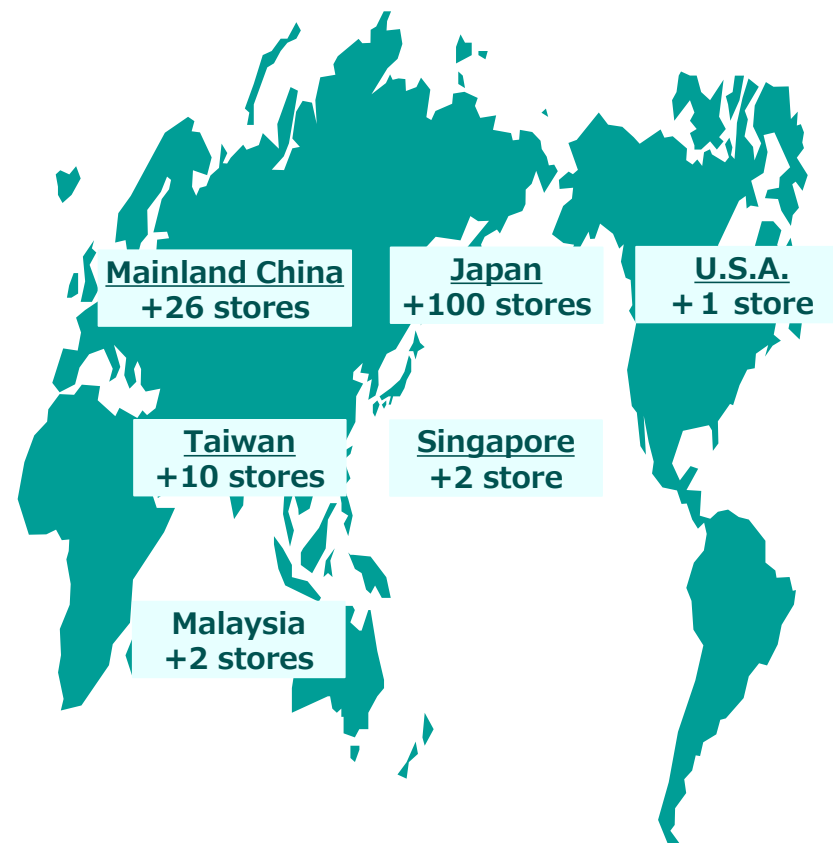 Mainland China
+26 stores
Japan
+100 stores
U.S.A.
+1 store
Taiwan
+10 stores
Singapore
+2 store
Malaysia
+2 stores